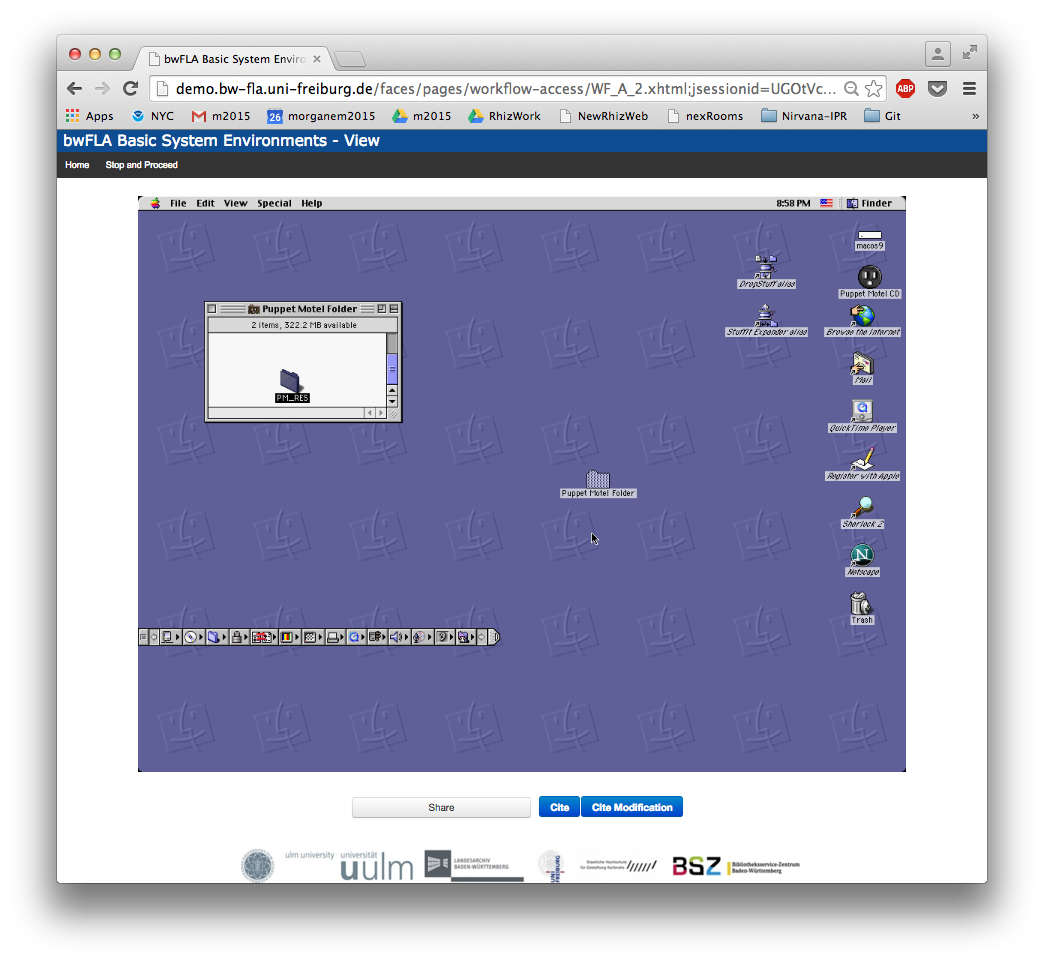 bwFLA Basic System Enviro
demo.bw-fla.uni-freiburg.de/faces/pages/workflow-access/WF_A_2.xhtml;jsessionid=UGOtVc...
ABP
Apps NYC m2015 26 morganem2015 m2015 RhizWork NewRhizWeb nexRooms Nirvana-IPR Git »
bwFLA Basic System Environments - View
Home Stop and Proceed
File Edit View Special Help 8:58 PM Finder
macos9
DropStuff alias
Puppet Motel CD
Puppet Motel Folder
2 items, 322.2 MB available
StuffIt Expander alias
Browse the Internet
Mail
PM_RES
QuickTime Player
Register with Apple
Puppet Motel Folder
Sherlock 2
N
Netscape
Trash
Share Cite Cite Modification
ulm university universität
uulm
LANDESARCHIV
BADEN-WÜRTTEMBERG
UNI
FREIBURG
Staatliche Hochschule
für Gestaltung Karlsruhe
BSZ
Bibliotheksservice-Zentrum
Baden-Württemberg